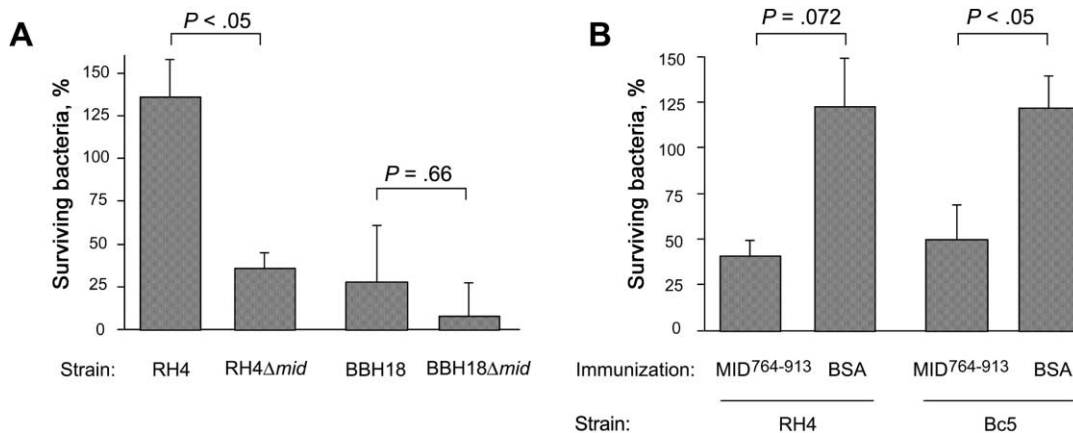 A
P < .05
Surviving bacteria, %
150
125
100
75
50
25
0
P = .66
Strain: RH4 RH4Δmid BBH18 BBH18Δmid
B
P = .072 P < .05
Surviving bacteria, %
150
125
100
75
50
25
0
Immunization: MID764-913 BSA MID764-913 BSA
Strain: RH4 Bc5